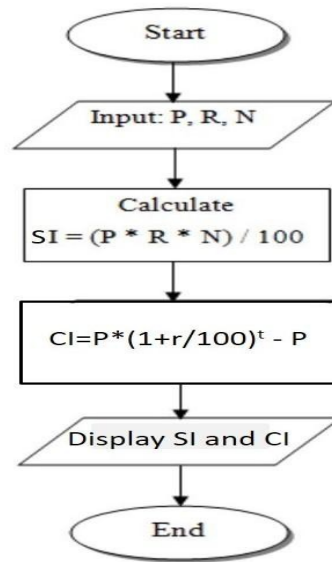 Start
Input: P, R, N
Calculate
SI = (P * R * N) / 100
CI=P*(1+r/100)ᵗ - P
Display SI and CI
End